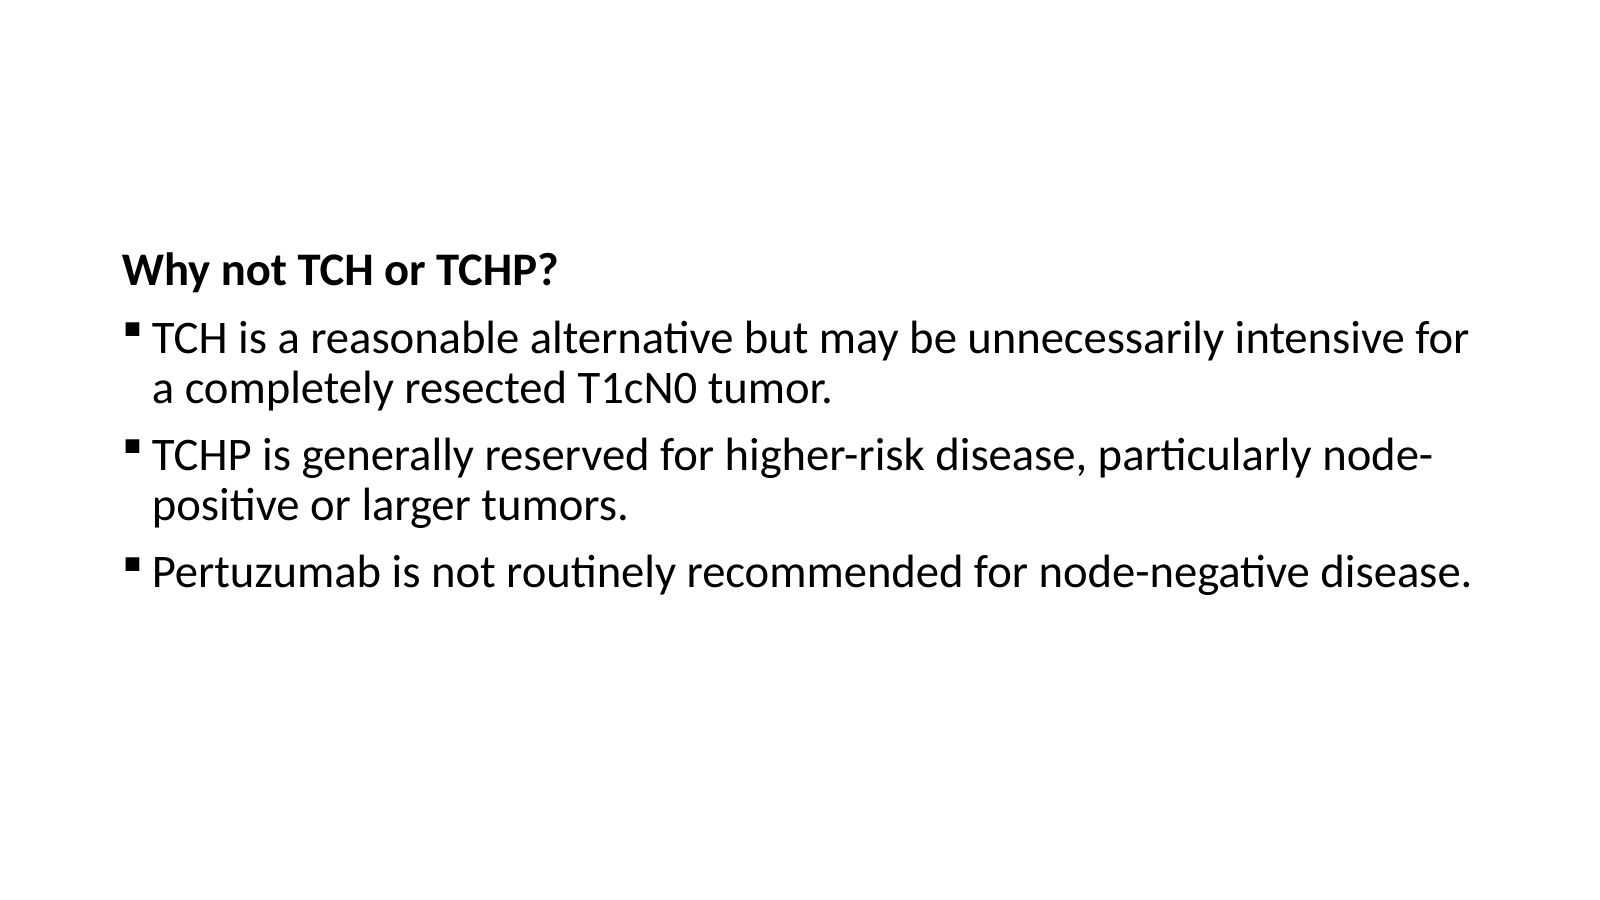 Why not TCH or TCHP?
▪ TCH is a reasonable alternative but may be unnecessarily intensive for
a completely resected T1cN0 tumor.
▪ TCHP is generally reserved for higher-risk disease, particularly node-
positive or larger tumors.
▪ Pertuzumab is not routinely recommended for node-negative disease.